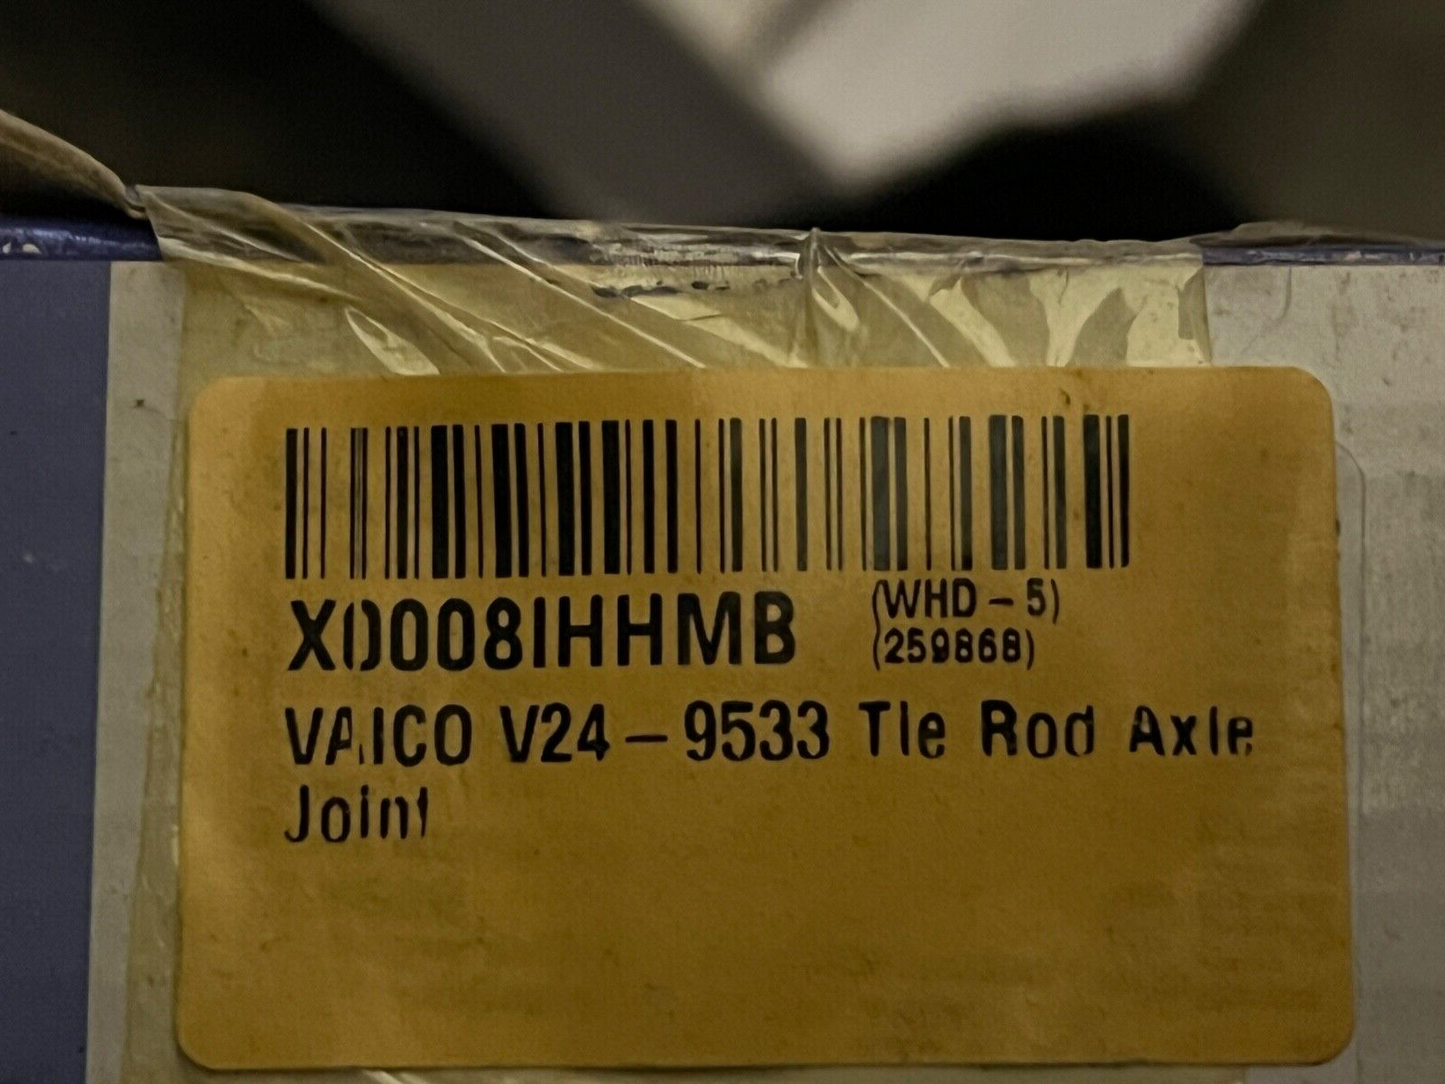 X0008IHHMB
(WHD-5)
(259868)
VAICO V24-9533 Tie Rod Axle
Joint